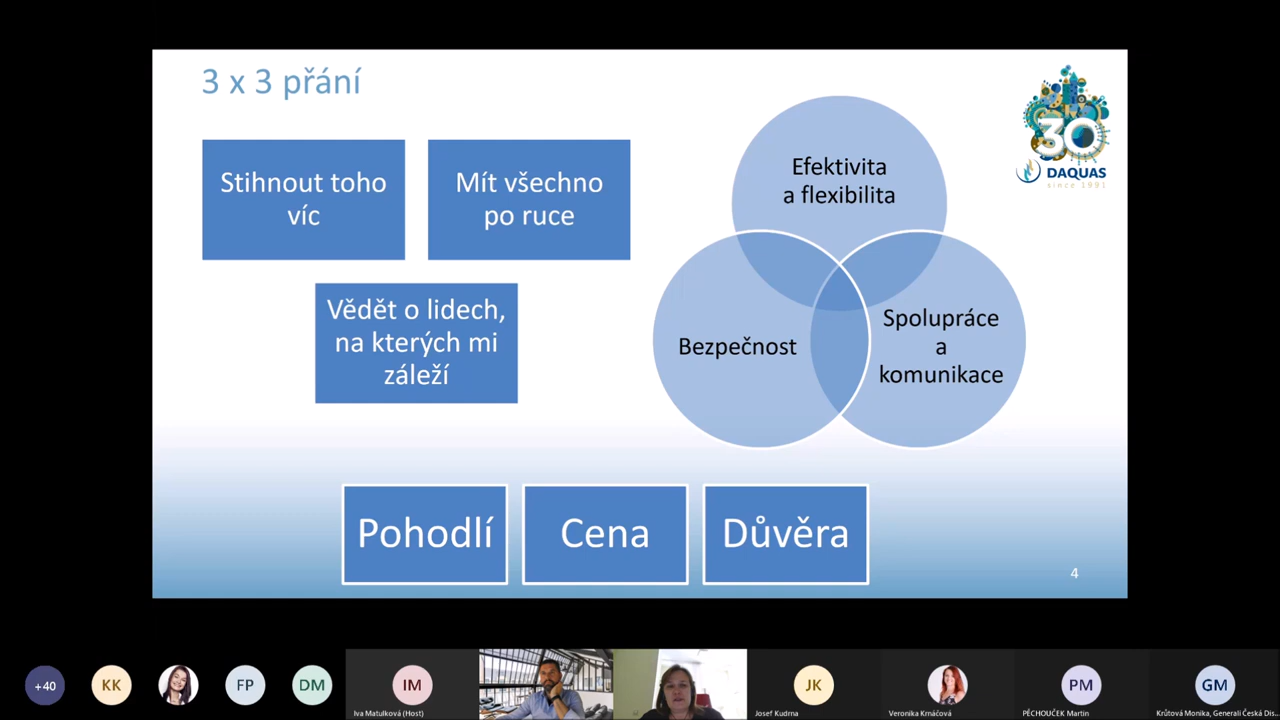 3 x 3 přání
Stihnout toho
víc
Mít všechno
po ruce
Vědět o lidech,
na kterých mi
záleží
Efektivita
a flexibilita
Bezpečnost
Spolupráce
a
komunikace
30
DAQUAS
since 1991
Pohodlí
Cena
Důvěra
4
+40
KK
FP
DM
IM
Iva Matulková (Host)
JK
Josef Kudrna
Veronika Krnáčová
PM
PĚCHOUČEK Martin
GM
Krůtová Monika, Generali Česká Dis...